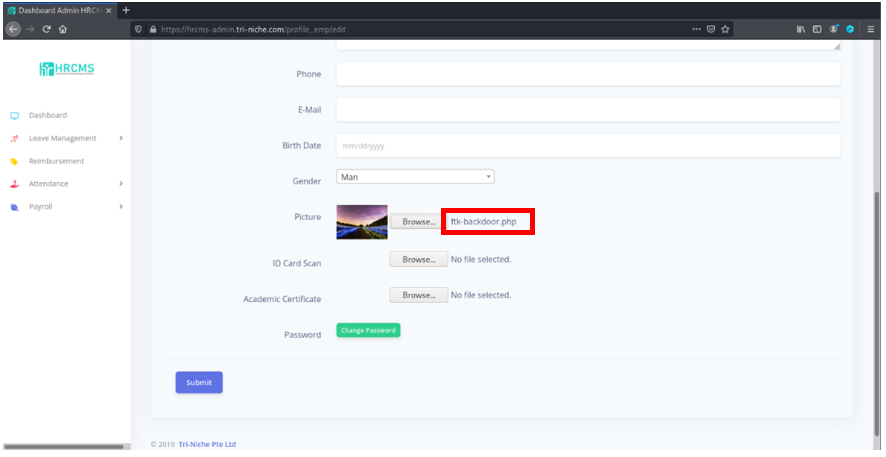 Dashboard Admin HRCM
https://hrcms-admin.tri-niche.com/profile_emp/edit
HRCMS
Dashboard
Leave Management
Reimbursement
Attendance
Payroll
Phone
E-Mail
Birth Date
mm/dd/yyyy
Gender
Man
Picture
Browse... ftk-backdoor.php
ID Card Scan
Browse... No file selected.
Academic Certificate
Browse... No file selected.
Password
Change Password
Submit
© 2019 Tri-Niche Pte Ltd